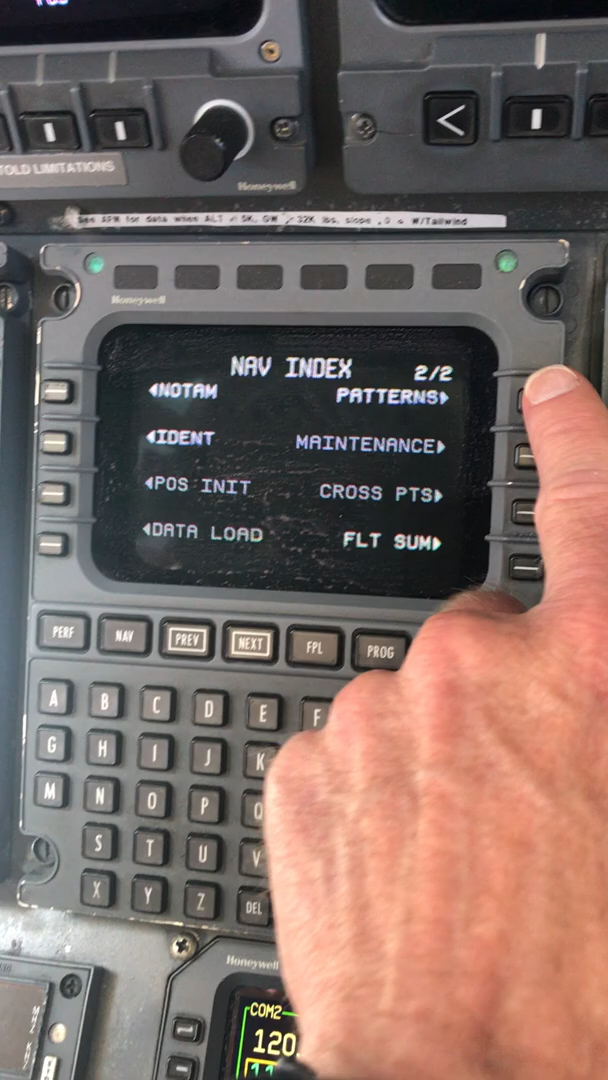 TOLD LIMITATIONS
Honeywell
See AFM for data when ALT 5K, GW 32K lbs, slope W/Tailwind
Honeywell
NAV INDEX 2/2
NOTAM PATTERNS
IDENT MAINTENANCE
POS INIT CROSS PTS
DATA LOAD FLT SUM
PERF NAV PREV NEXT FPL PROG
A B C D E F
G H I J K
M N O P Q
S T U V
X Y Z DEL
Honeywell
COM2
120.